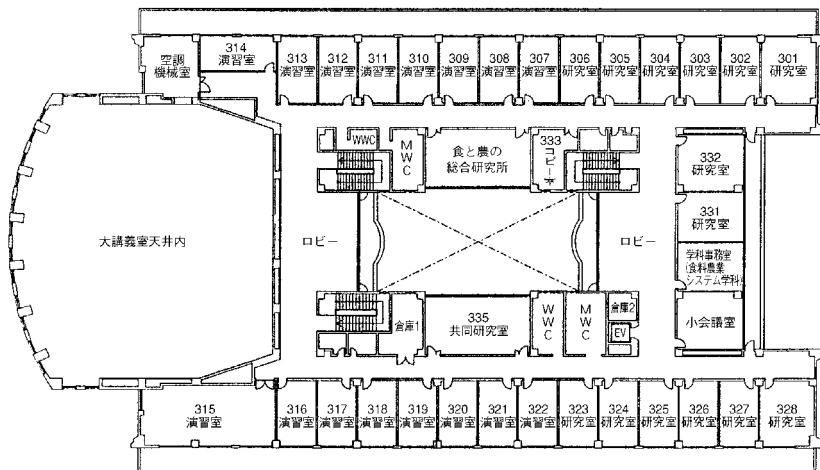 空調
機械室
314
演習室
313
演習室
312
演習室
311
演習室
310
演習室
309
演習室
308
演習室
307
演習室
306
研究室
305
研究室
304
研究室
303
研究室
302
研究室
301
研究室
WWC
MWC
食と農の
総合研究所
333
コピー室
332
研究室
331
研究室
大講義室天井内
ロビー
ロビー
学科事務室
(食料農業
システム学科)
小会議室
倉庫1
335
共同研究室
WWC
MWC
倉庫2
EV
315
演習室
316
演習室
317
演習室
318
演習室
319
演習室
320
演習室
321
演習室
322
演習室
323
研究室
324
研究室
325
研究室
326
研究室
327
研究室
328
研究室